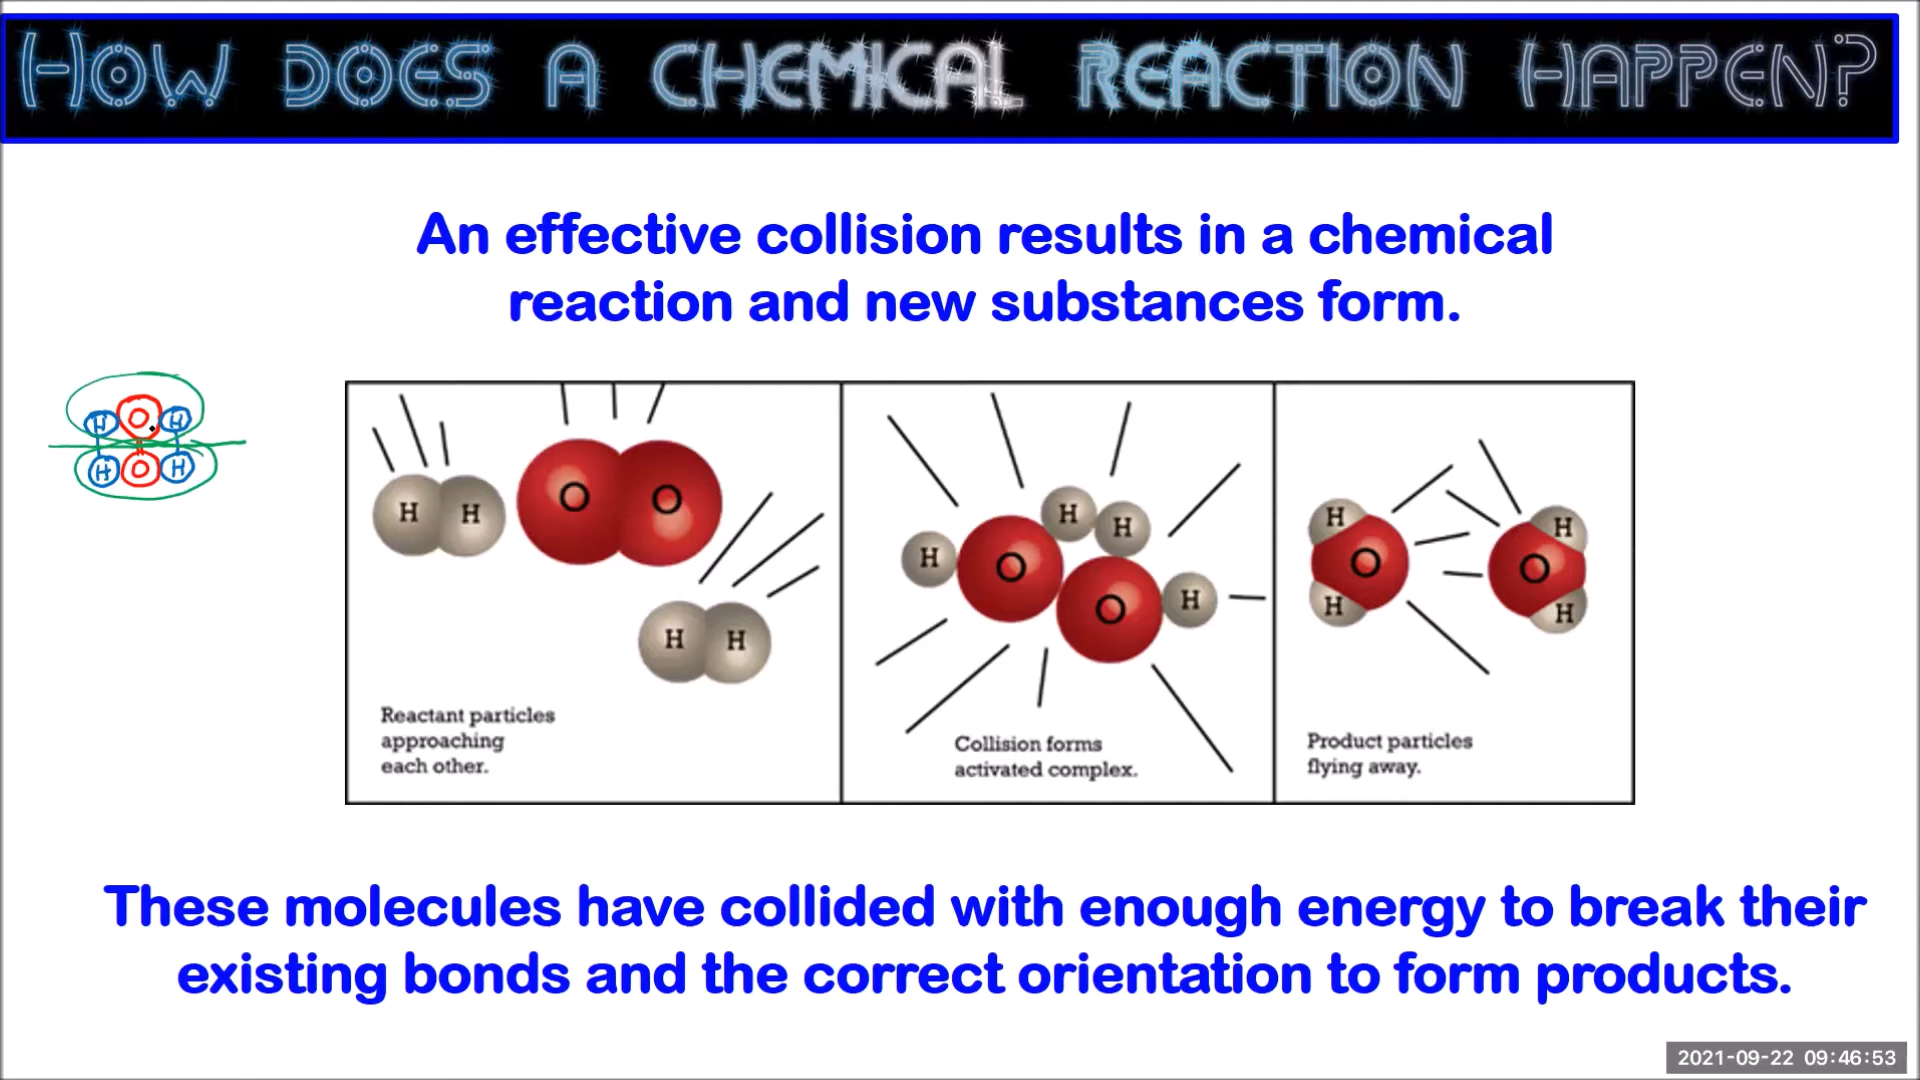 How does a chemical reaction happen?
An effective collision results in a chemical
reaction and new substances form.
H O H
H O H
H H O O
H H
Reactant particles
approaching
each other.
H O H H
O H
Collision forms
activated complex.
H O H
O H H
Product particles
flying away.
These molecules have collided with enough energy to break their
existing bonds and the correct orientation to form products.
2021-09-22 09:46:53